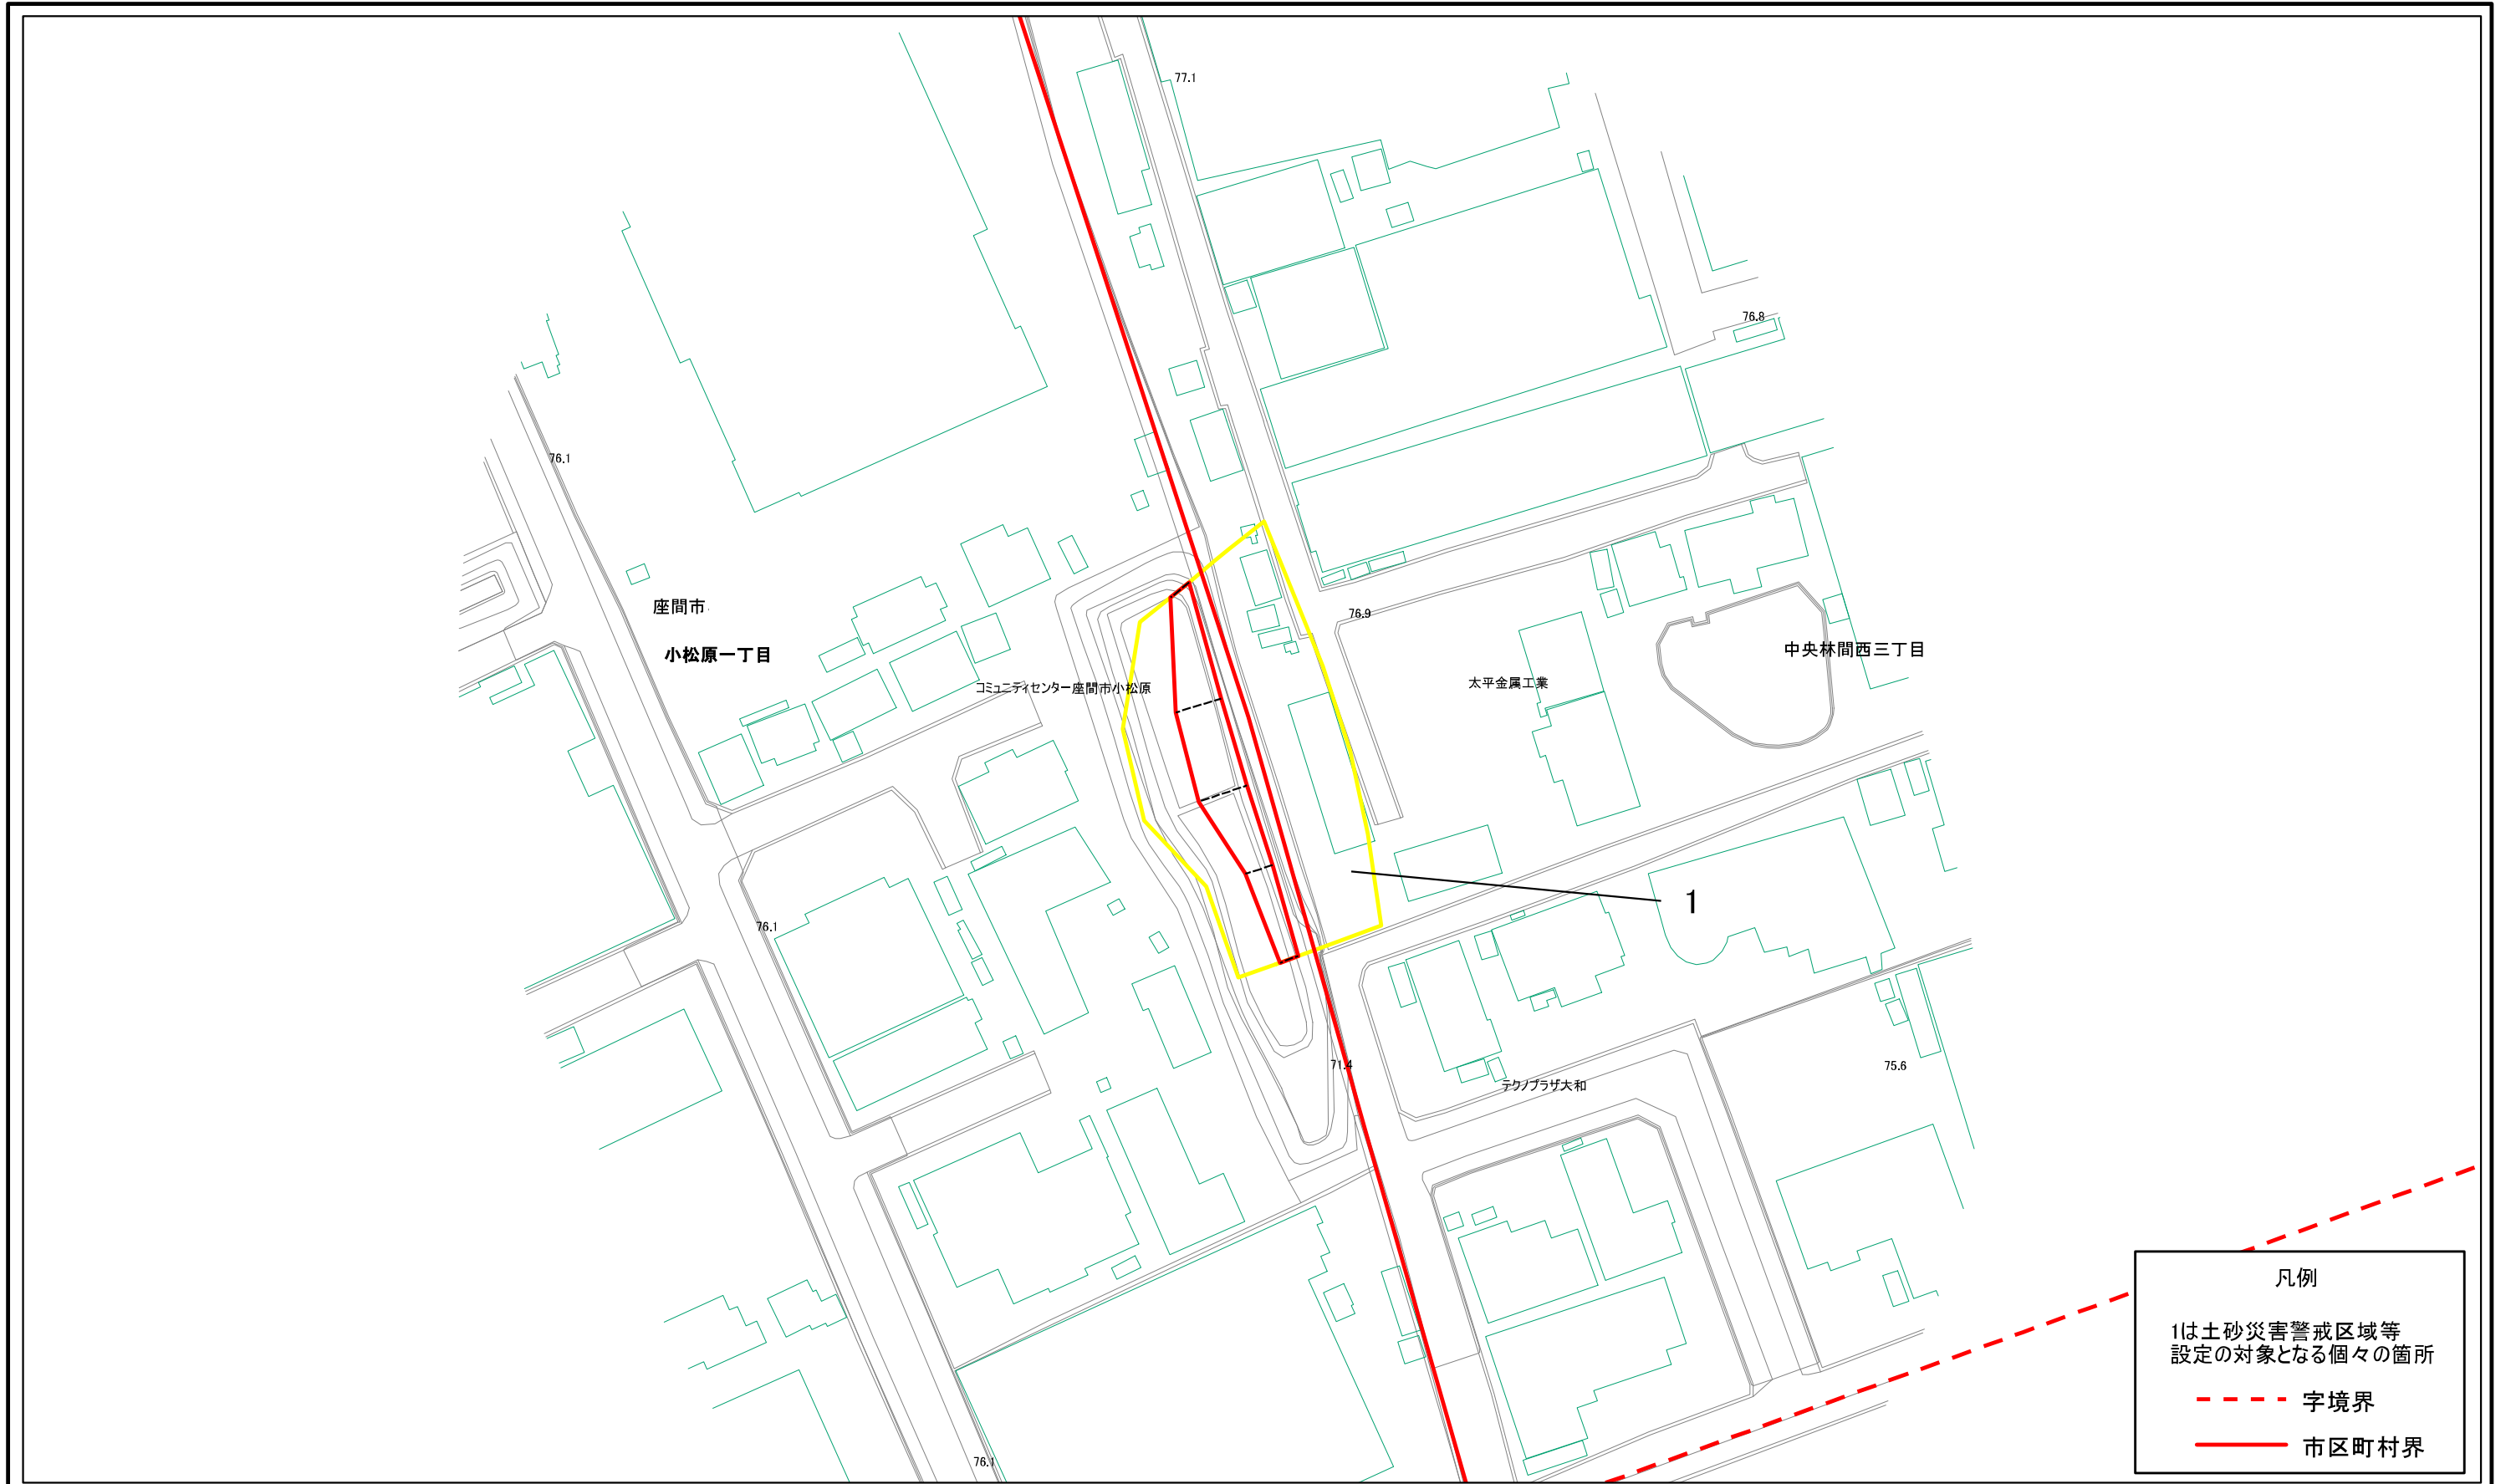 77.1
76.8
76.1
座間市
76.9
小松原一丁目
中央林間西三丁目
コミュニティセンター座間市小松原
太平金属工業
1
76.1
71.4
75.6
テクノプラザ大和
76.1
凡例
1は土砂災害警戒区域等
設定の対象となる個々の箇所
字境界
市区町村界